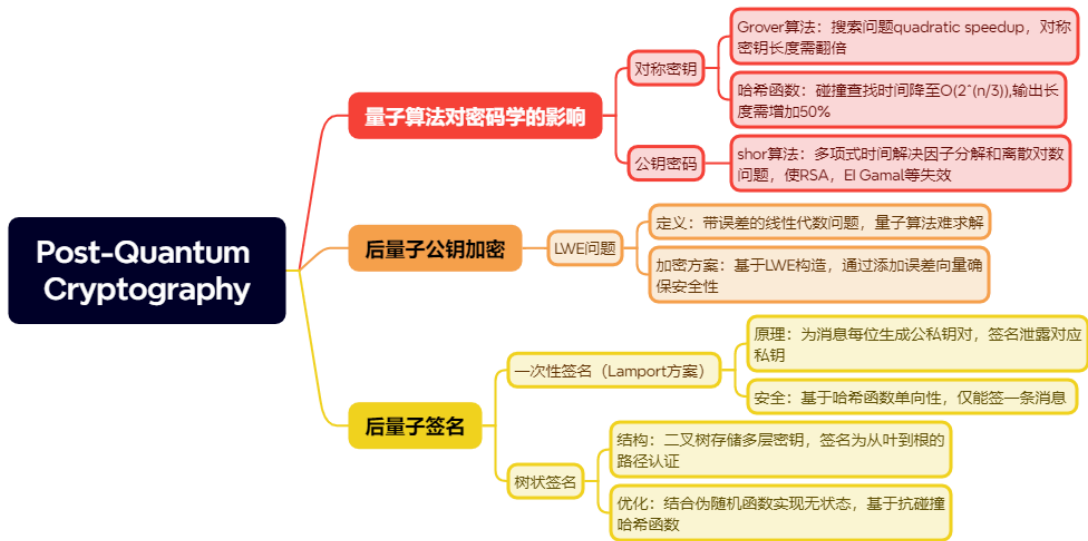 Post-Quantum
Cryptography
量子算法对密码学的影响
对称密钥
Grover算法：搜索问题quadratic speedup，对称
密钥长度需翻倍
哈希函数：碰撞查找时间降至O(2^(n/3)),输出长
度需增加50%
公钥密码
shor算法：多项式时间解决因子分解和离散对数
问题，使RSA，El Gamal等失效
后量子公钥加密
LWE问题
定义：带误差的线性代数问题，量子算法难求解
加密方案：基于LWE构造，通过添加误差向量确
保安全性
后量子签名
一次性签名（Lamport方案）
原理：为消息每位生成公私钥对，签名泄露对应
私钥
安全：基于哈希函数单向性，仅能签一条消息
树状签名
结构：二叉树存储多层密钥，签名为从叶到根的
路径认证
优化：结合伪随机函数实现无状态，基于抗碰撞
哈希函数